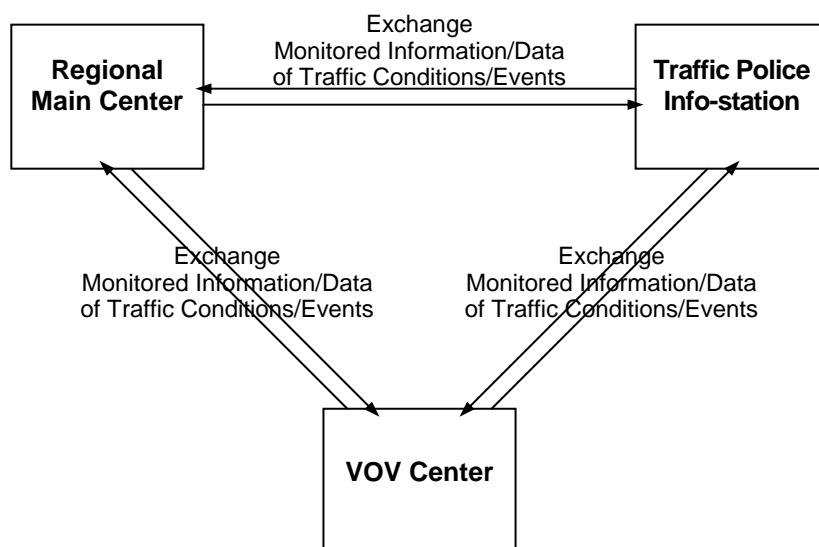 Exchange
Monitored Information/Data
of Traffic Conditions/Events
Regional
Main Center
Traffic Police
Info-station
Exchange
Monitored Information/Data
of Traffic Conditions/Events
Exchange
Monitored Information/Data
of Traffic Conditions/Events
VOV Center